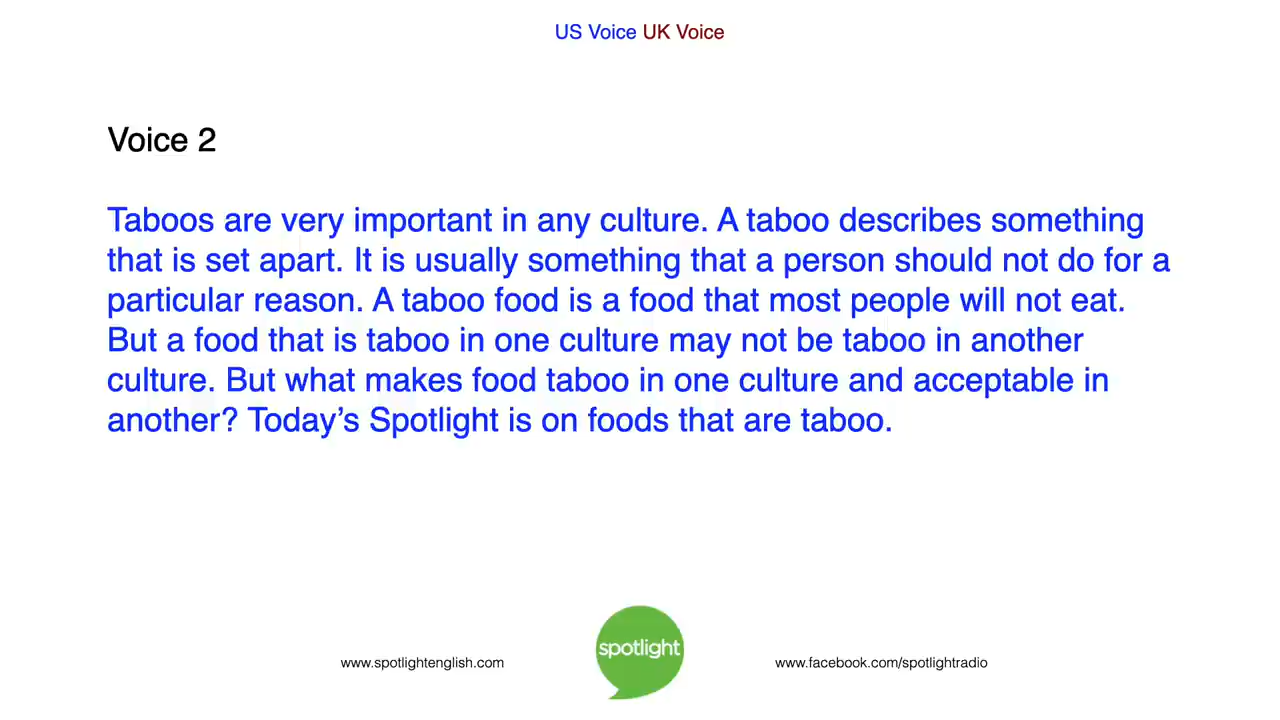 US Voice UK Voice
Voice 2
Taboos are very important in any culture. A taboo describes something
that is set apart. It is usually something that a person should not do for a
particular reason. A taboo food is a food that most people will not eat.
But a food that is taboo in one culture may not be taboo in another
culture. But what makes food taboo in one culture and acceptable in
another? Today’s Spotlight is on foods that are taboo.
www.spotlightenglish.com
spotlight
www.facebook.com/spotlightradio